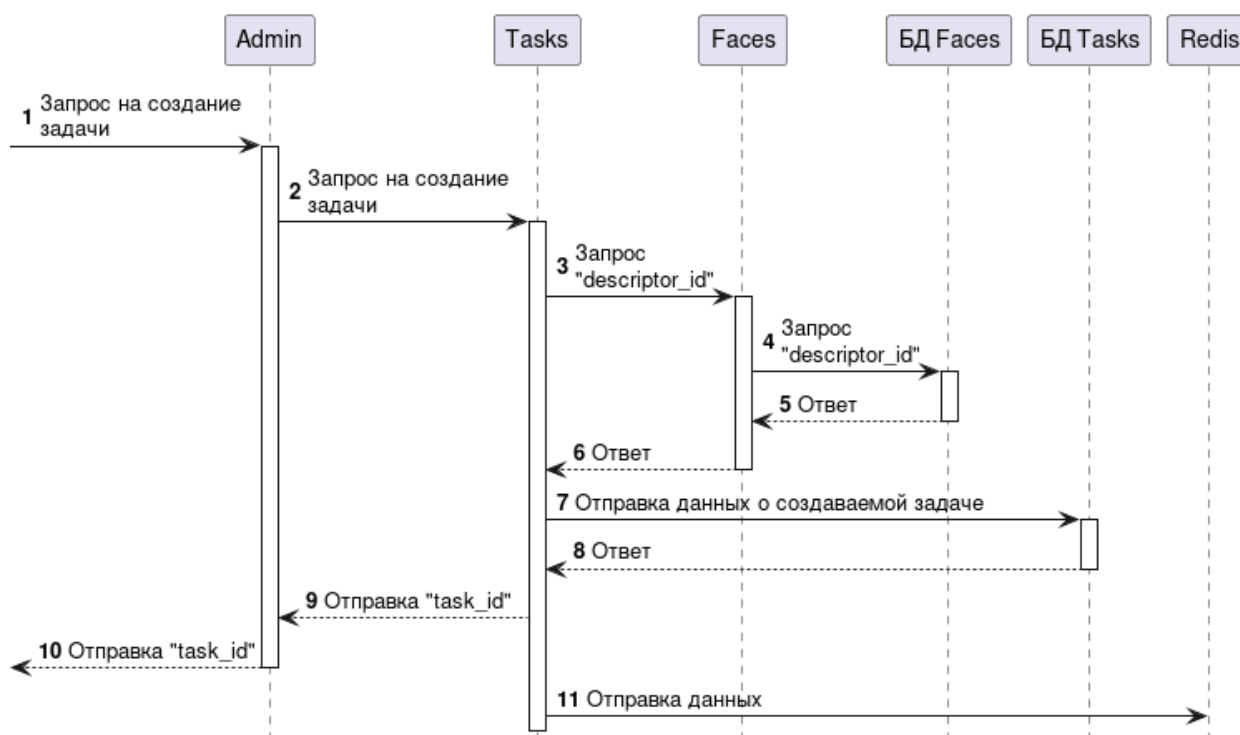 Admin
Tasks
Faces
БД Faces
БД Tasks
Redis
1 Запрос на создание
задачи
2 Запрос на создание
задачи
3 Запрос
"descriptor_id"
4 Запрос
"descriptor_id"
5 Ответ
6 Ответ
7 Отправка данных о создаваемой задаче
8 Ответ
9 Отправка "task_id"
10 Отправка "task_id"
11 Отправка данных